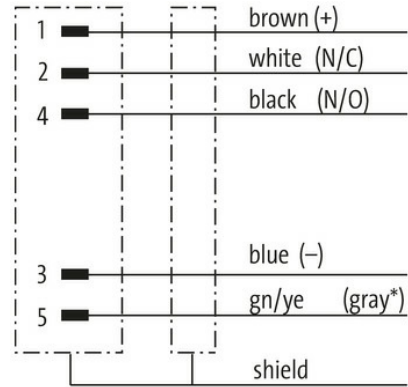 1 brown (+)
2 white (N/C)
4 black (N/O)
3 blue (–)
5 gn/ye (gray*)
shield